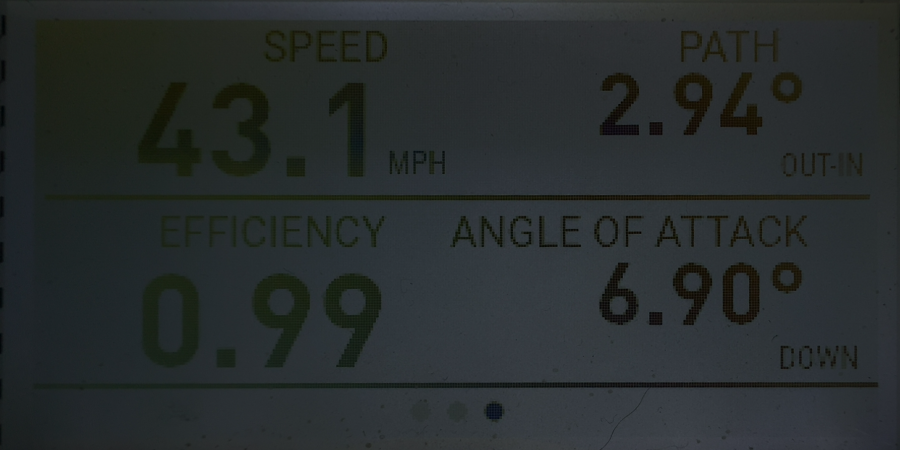 SPEED
43.1 MPH
PATH
2.94°
OUT-IN
EFFICIENCY
0.99
ANGLE OF ATTACK
6.90°
DOWN